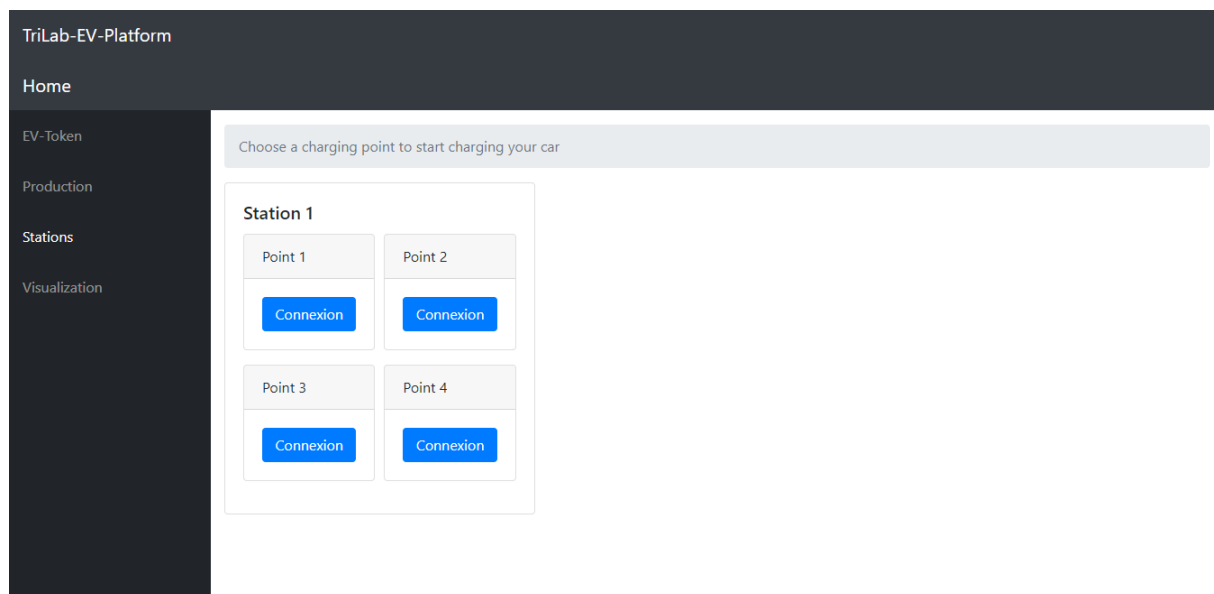 TriLab-EV-Platform
Home
EV-Token
Production
Stations
Visualization
Choose a charging point to start charging your car
Station 1
Point 1 Point 2
Connexion Connexion
Point 3 Point 4
Connexion Connexion